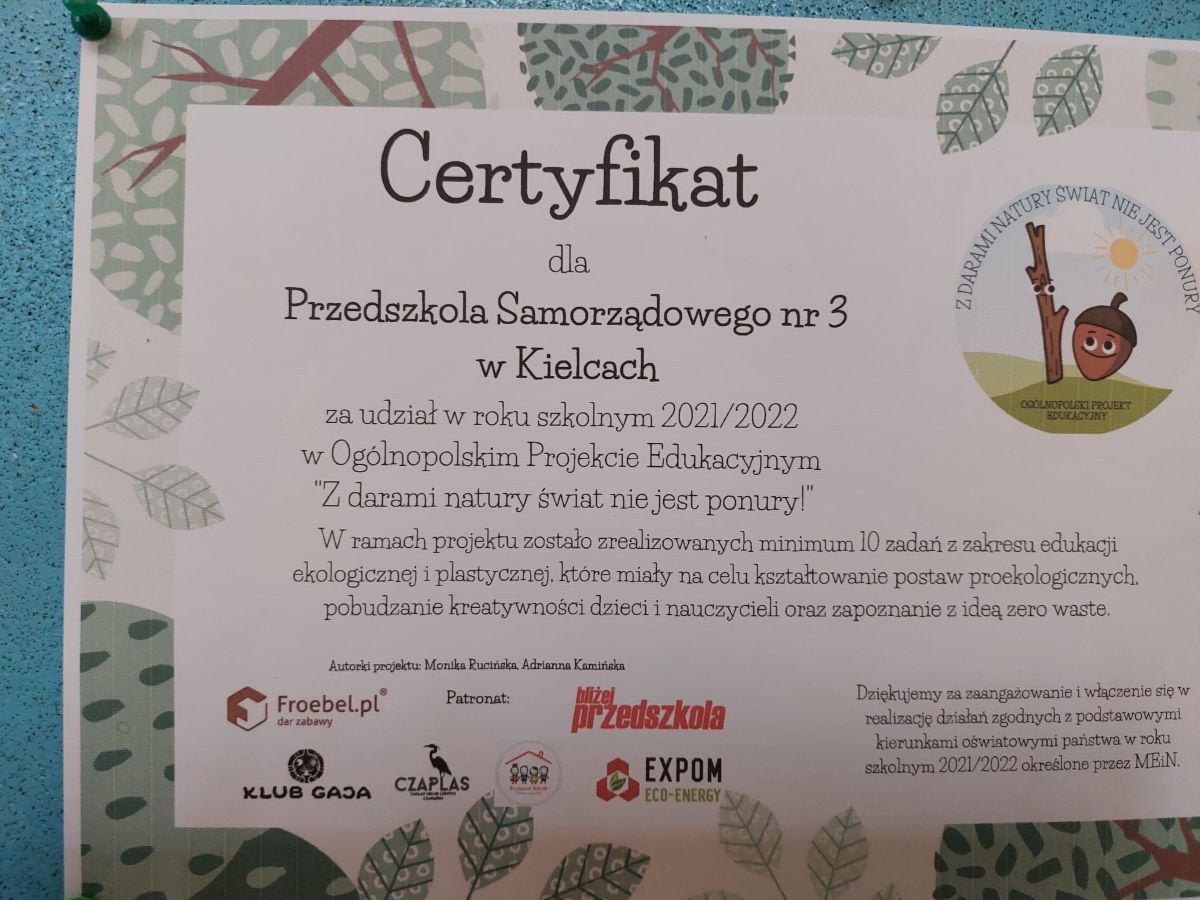 Certyfikat
dla
Przedszkola Samorządowego nr 3
w Kielcach
za udział w roku szkolnym 2021/2022
w Ogólnopolskim Projekcie Edukacyjnym
"Z darami natury świat nie jest ponury!"
W ramach projektu zostało zrealizowanych minimum 10 zadań z zakresu edukacji
ekologicznej i plastycznej, które miały na celu kształtowanie postaw proekologicznych,
pobudzanie kreatywności dzieci i nauczycieli oraz zapoznanie z ideą zero waste.
Z DARAMI NATURY ŚWIAT NIE JEST PONURY
OGÓLNOPOLSKI PROJEKT
EDUKACYJNY
Autorki projektu: Monika Rucińska, Adrianna Kamińska
Froebel.pl®
dar zabawy
Patronat:
bliżej
przedszkola
KLUB GAJA
CZAPLAS
EXPOM
ECO-ENERGY
Dziękujemy za zaangażowanie i włączenie się w
realizację działań zgodnych z podstawowymi
kierunkami oświatowymi państwa w roku
szkolnym 2021/2022 określone przez MEiN.